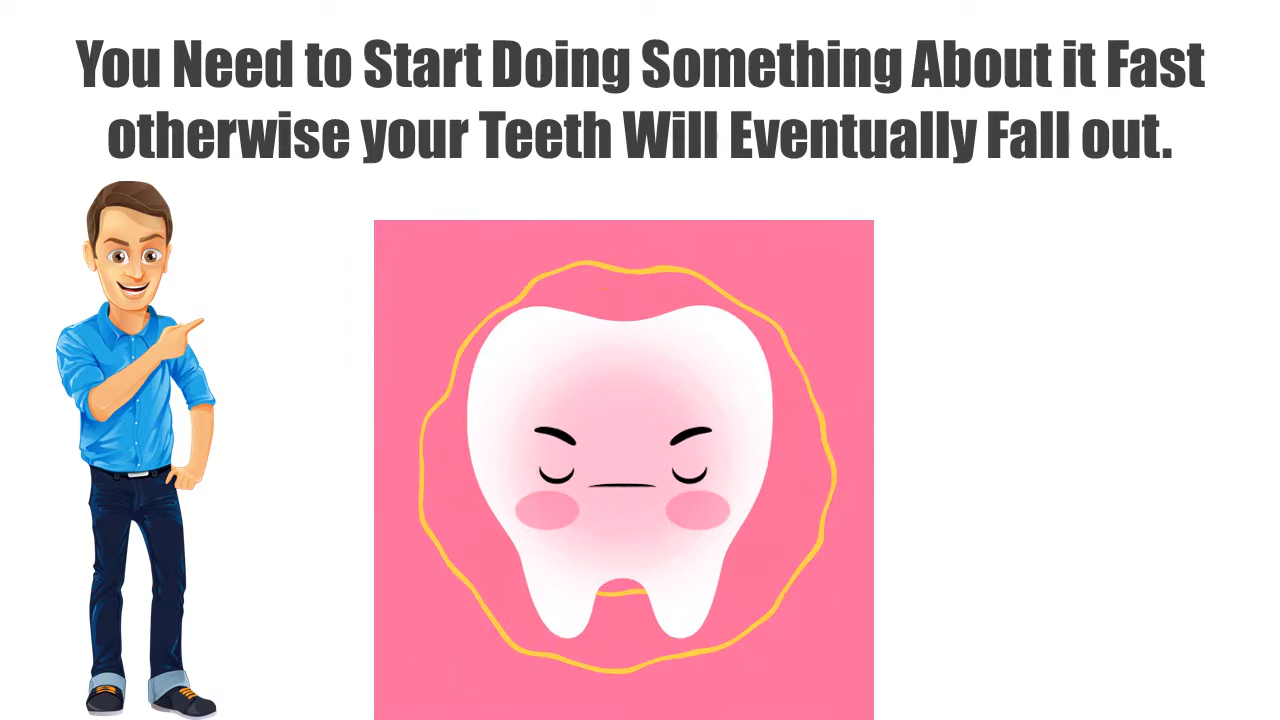 You Need to Start Doing Something About it Fast
otherwise your Teeth Will Eventually Fall out.